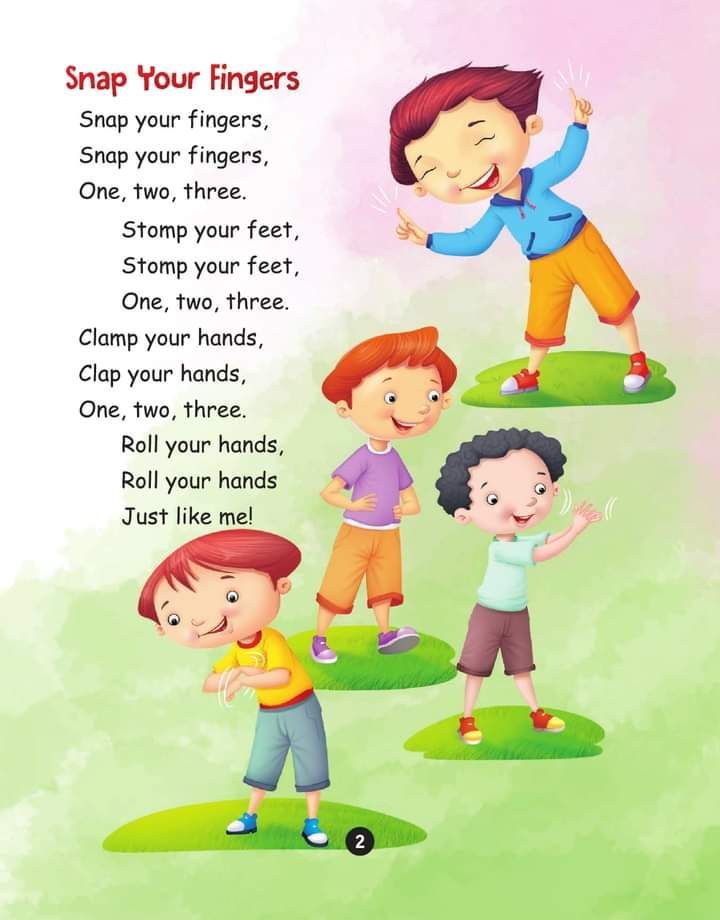 Snap Your Fingers
Snap your fingers,
Snap your fingers,
One, two, three.
Stomp your feet,
Stomp your feet,
One, two, three.
Clamp your hands,
Clap your hands,
One, two, three.
Roll your hands,
Roll your hands
Just like me!
2